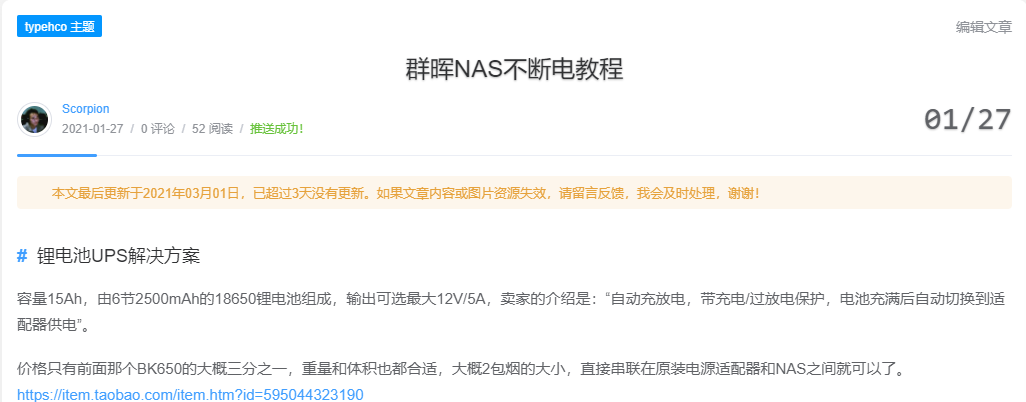 typehco 主题
编辑文章
群晖NAS不断电教程
Scorpion
2021-01-27 / 0 评论 / 52 阅读 / 推送成功!
01/27
本文最后更新于2021年03月01日，已超过3天没有更新。如果文章内容或图片资源失效，请留言反馈，我会及时处理，谢谢！
# 锂电池UPS解决方案
容量15Ah，由6节2500mAh的18650锂电池组成，输出可选最大12V/5A，卖家的介绍是：“自动充放电，带充电/过放电保护，电池充满后自动切换到适
配器供电”。
价格只有前面那个BK650的大概三分之一，重量和体积也都合适，大概2包烟的大小，直接串联在原装电源适配器和NAS之间就可以了。
https://item.taobao.com/item.htm?id=595044323190